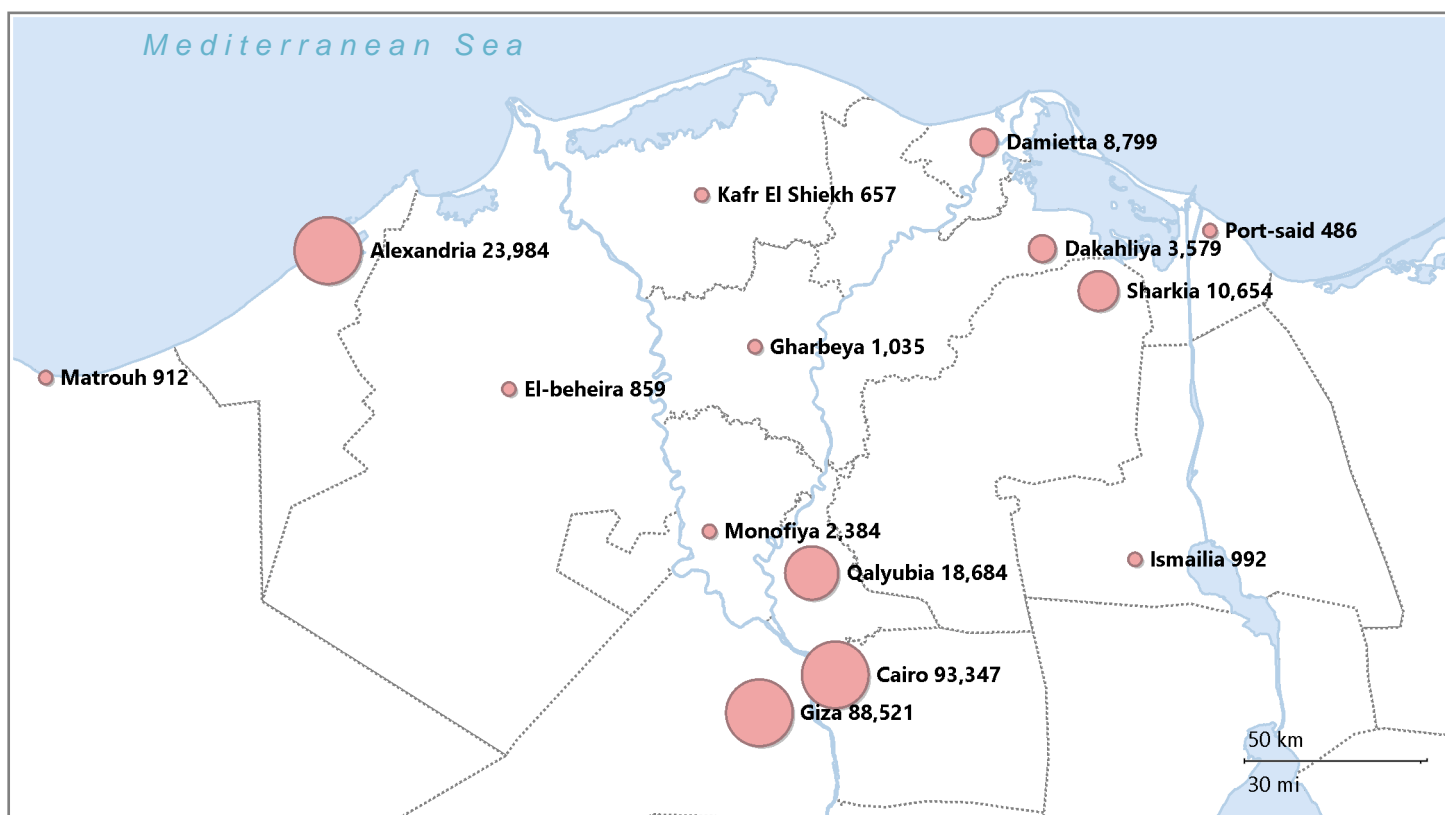 Mediterranean Sea
Damietta 8,799
Kafr El Shiekh 657
Port-said 486
Alexandria 23,984
Dakahliya 3,579
Sharkia 10,654
Gharbeya 1,035
Matrouh 912
El-beheira 859
Monofiya 2,384
Ismailia 992
Qalyubia 18,684
Cairo 93,347
Giza 88,521
50 km
30 mi